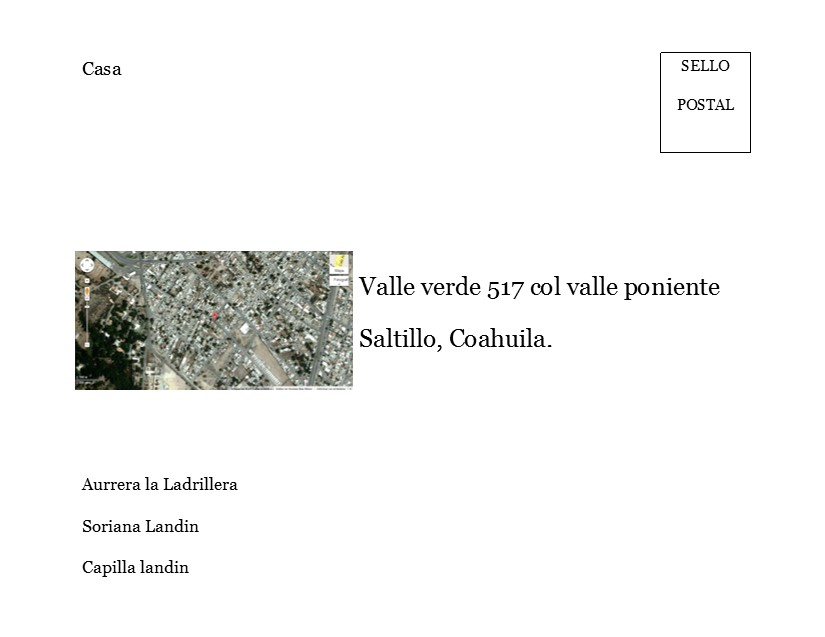 Casa
SELLO
POSTAL
Valle verde 517 col valle poniente
Saltillo, Coahuila.
Aurrera la Ladrillera
Soriana Landin
Capilla landin